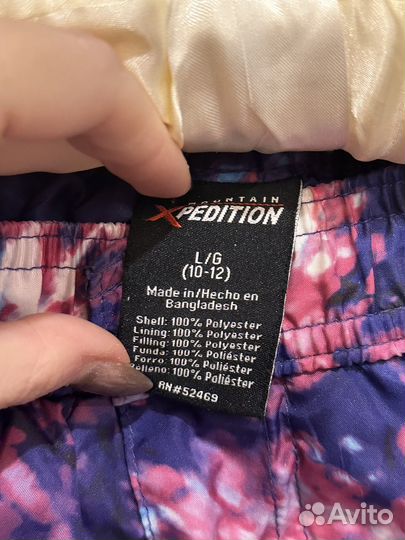 MOUNTAIN
XPEDITION
L/G
(10-12)
Made in/Hecho en
Bangladesh
Shell: 100% Polyester
Lining: 100% Polyester
Filling: 100% Polyester
Funda: 100% Poliéster
Forro: 100% Poliéster
Relleno: 100% Poliéster
RN#52469
Avito